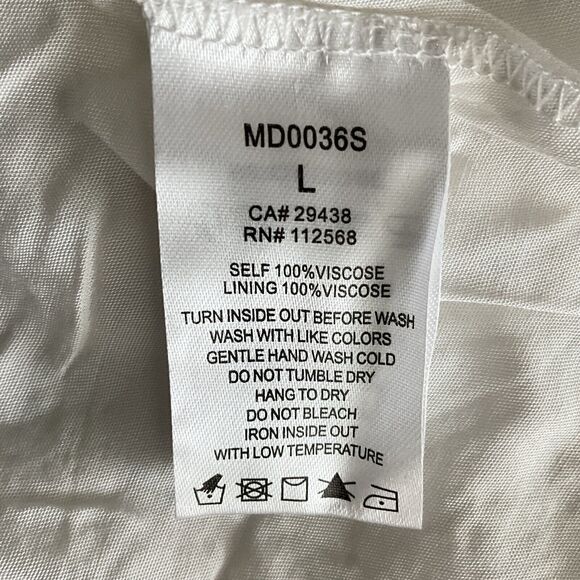 MD0036S
L
CA# 29438
RN# 112568
SELF 100%VISCOSE
LINING 100%VISCOSE
TURN INSIDE OUT BEFORE WASH
WASH WITH LIKE COLORS
GENTLE HAND WASH COLD
DO NOT TUMBLE DRY
HANG TO DRY
DO NOT BLEACH
IRON INSIDE OUT
WITH LOW TEMPERATURE